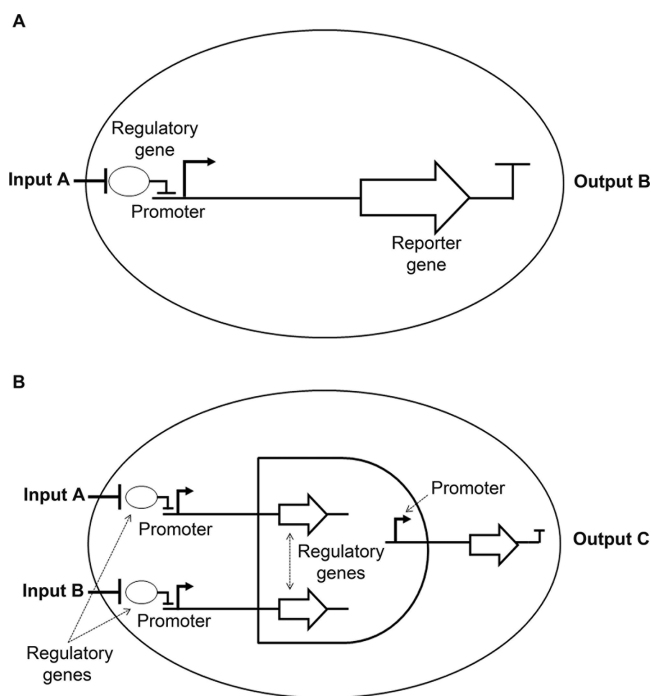 A
Regulatory
gene
Input A
Promoter
Output B
Reporter
gene
B
Input A
Promoter
Promoter
Output C
Regulatory
genes
Input B
Promoter
Regulatory
genes